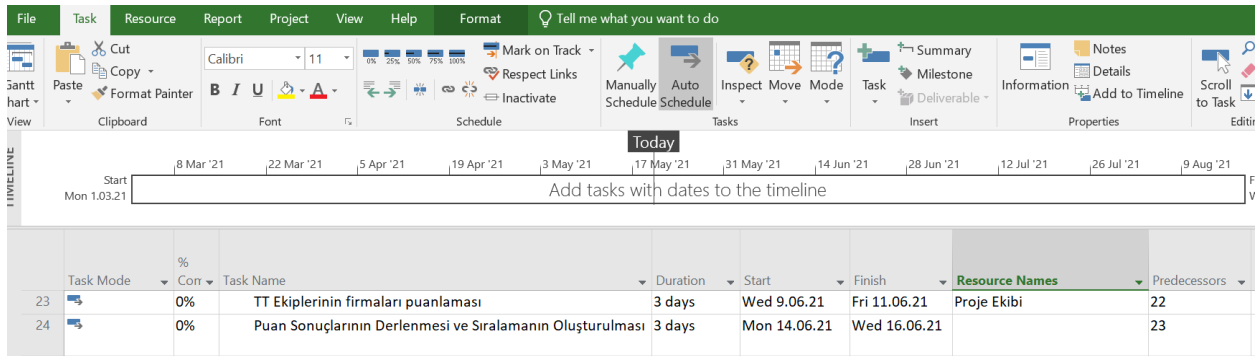 File Task Resource Report Project View Help Format Tell me what you want to do
Cut
Copy
Format Painter
Paste
Clipboard
Calibri 11
B I U A
Font
0% 25% 50% 75% 100%
Mark on Track
Respect Links
Inactivate
Schedule
Manually Schedule
Auto Schedule
Inspect Move Mode
Tasks
Task
Summary
Milestone
Deliverable
Insert
Information
Notes
Details
Add to Timeline
Properties
Scroll to Task
View
Today
8 Mar '21 22 Mar '21 5 Apr '21 19 Apr '21 3 May '21 17 May '21 31 May '21 14 Jun '21 28 Jun '21 12 Jul '21 26 Jul '21 9 Aug '21
TIMELINE
Start
Mon 1.03.21
Add tasks with dates to the timeline
Task Mode % Com Task Name Duration Start Finish Resource Names Predecessors
23 0% TT Ekiplerinin firmaları puanlaması 3 days Wed 9.06.21 Fri 11.06.21 Proje Ekibi 22
24 0% Puan Sonuçlarının Derlenmesi ve Sıralamanın Oluşturulması 3 days Mon 14.06.21 Wed 16.06.21 23